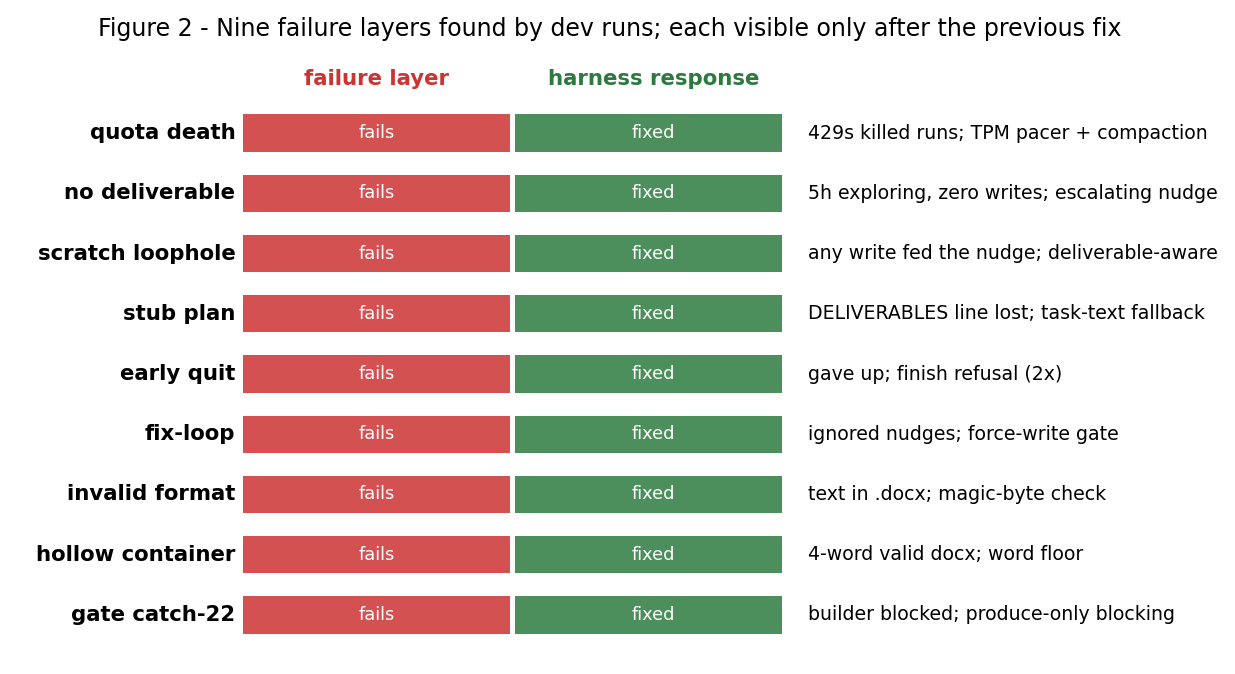 Figure 2 - Nine failure layers found by dev runs; each visible only after the previous fix
failure layer harness response
quota death fails fixed 429s killed runs; TPM pacer + compaction
no deliverable fails fixed 5h exploring, zero writes; escalating nudge
scratch loophole fails fixed any write fed the nudge; deliverable-aware
stub plan fails fixed DELIVERABLES line lost; task-text fallback
early quit fails fixed gave up; finish refusal (2x)
fix-loop fails fixed ignored nudges; force-write gate
invalid format fails fixed text in .docx; magic-byte check
hollow container fails fixed 4-word valid docx; word floor
gate catch-22 fails fixed builder blocked; produce-only blocking